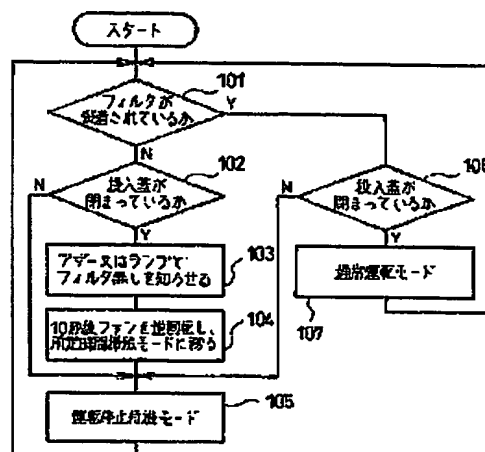 スタート
101
フィルタが
装着されているか
Y
N
102
投入蓋が
閉まっているか
N
Y
ブザー又はランプで
フィルタ無しを知らせる
103
10秒後ファンを逆回転し、
所定時間掃除モードに移る
104
運転停止待機モード
105
106
投入蓋が
閉まっているか
N
Y
通常運転モード
107